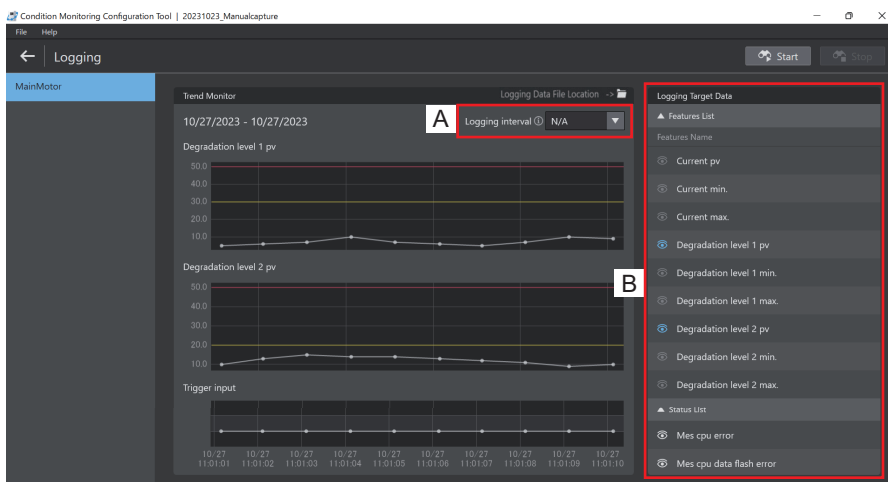 Condition Monitoring Configuration Tool | 20231023_Manualcapture
File Help
Logging
Start
Stop
MainMotor
Trend Monitor
Logging Data File Location ->
10/27/2023 - 10/27/2023
A
Logging interval
N/A
Degradation level 1 pv
50.0
40.0
30.0
20.0
10.0
Degradation level 2 pv
50.0
40.0
30.0
20.0
10.0
Trigger input
10/27 10/27 10/27 10/27 10/27 10/27 10/27 10/27 10/27 10/27
11:01:01 11:01:02 11:01:03 11:01:04 11:01:05 11:01:06 11:01:07 11:01:08 11:01:09 11:01:10
B
Logging Target Data
▲ Features List
Features Name
Current pv
Current min.
Current max.
Degradation level 1 pv
Degradation level 1 min.
Degradation level 1 max.
Degradation level 2 pv
Degradation level 2 min.
Degradation level 2 max.
▲ Status List
Mes cpu error
Mes cpu data flash error